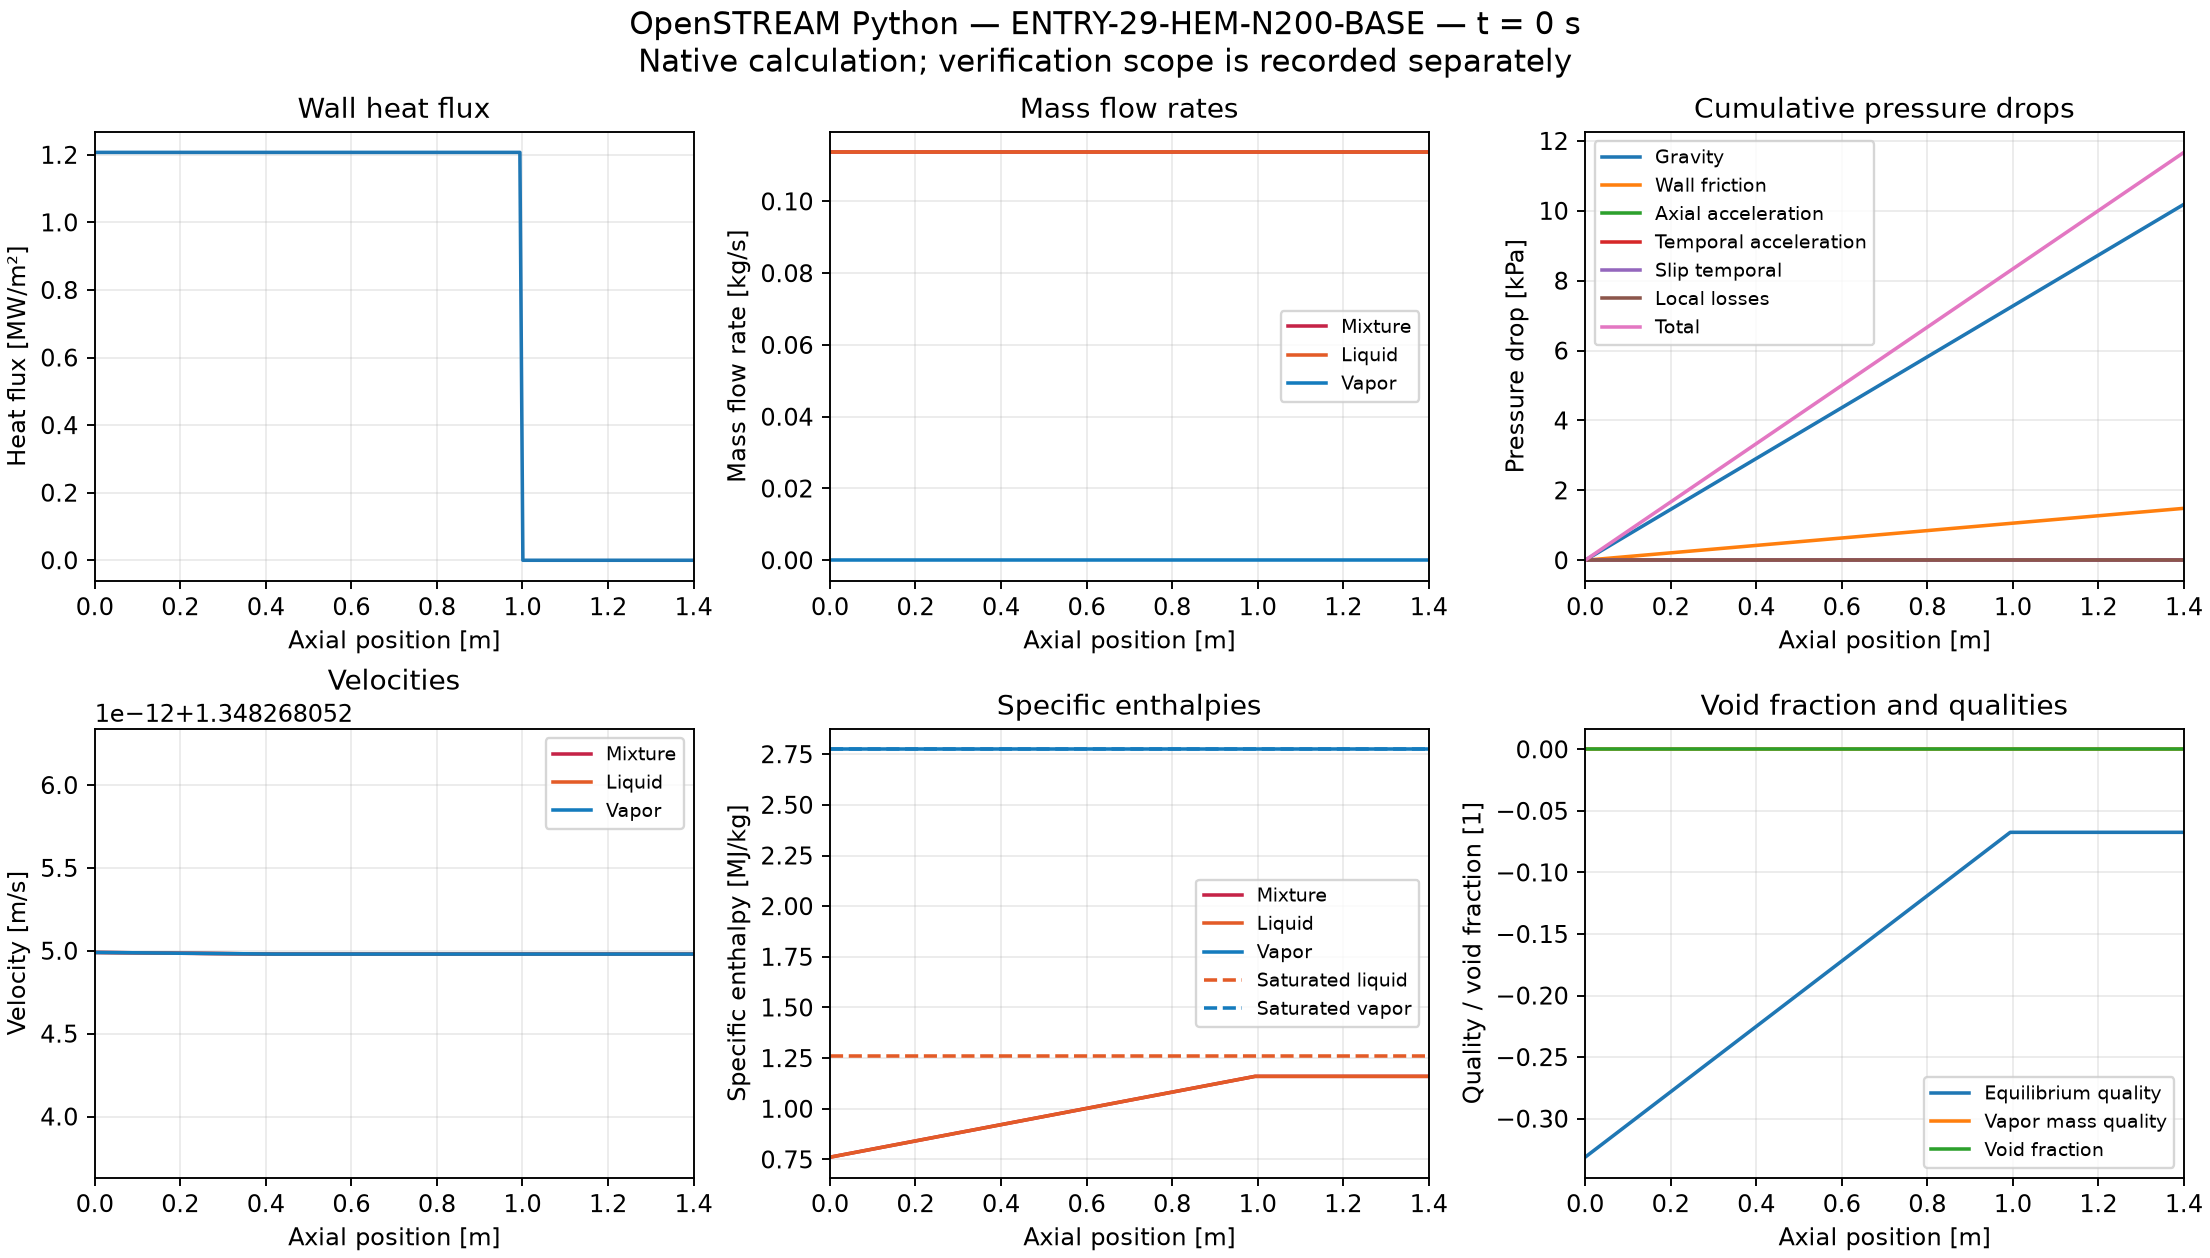 OpenSTREAM Python — ENTRY-29-HEM-N200-BASE — t = 0 s
Native calculation; verification scope is recorded separately
Wall heat flux
Heat flux [MW/m²]
1.2
1.0
0.8
0.6
0.4
0.2
0.0
0.0 0.2 0.4 0.6 0.8 1.0 1.2 1.4
Axial position [m]
Mass flow rates
Mass flow rate [kg/s]
0.10
0.08
0.06
0.04
0.02
0.00
Mixture
Liquid
Vapor
0.0 0.2 0.4 0.6 0.8 1.0 1.2 1.4
Axial position [m]
Cumulative pressure drops
Pressure drop [kPa]
12
10
8
6
4
2
0
Gravity
Wall friction
Axial acceleration
Temporal acceleration
Slip temporal
Local losses
Total
0.0 0.2 0.4 0.6 0.8 1.0 1.2 1.4
Axial position [m]
Velocities
1e−12+1.348268052
Velocity [m/s]
6.0
5.5
5.0
4.5
4.0
Mixture
Liquid
Vapor
0.0 0.2 0.4 0.6 0.8 1.0 1.2 1.4
Axial position [m]
Specific enthalpies
Specific enthalpy [MJ/kg]
2.75
2.50
2.25
2.00
1.75
1.50
1.25
1.00
0.75
Mixture
Liquid
Vapor
Saturated liquid
Saturated vapor
0.0 0.2 0.4 0.6 0.8 1.0 1.2 1.4
Axial position [m]
Void fraction and qualities
Quality / void fraction [1]
0.00
−0.05
−0.10
−0.15
−0.20
−0.25
−0.30
Equilibrium quality
Vapor mass quality
Void fraction
0.0 0.2 0.4 0.6 0.8 1.0 1.2 1.4
Axial position [m]